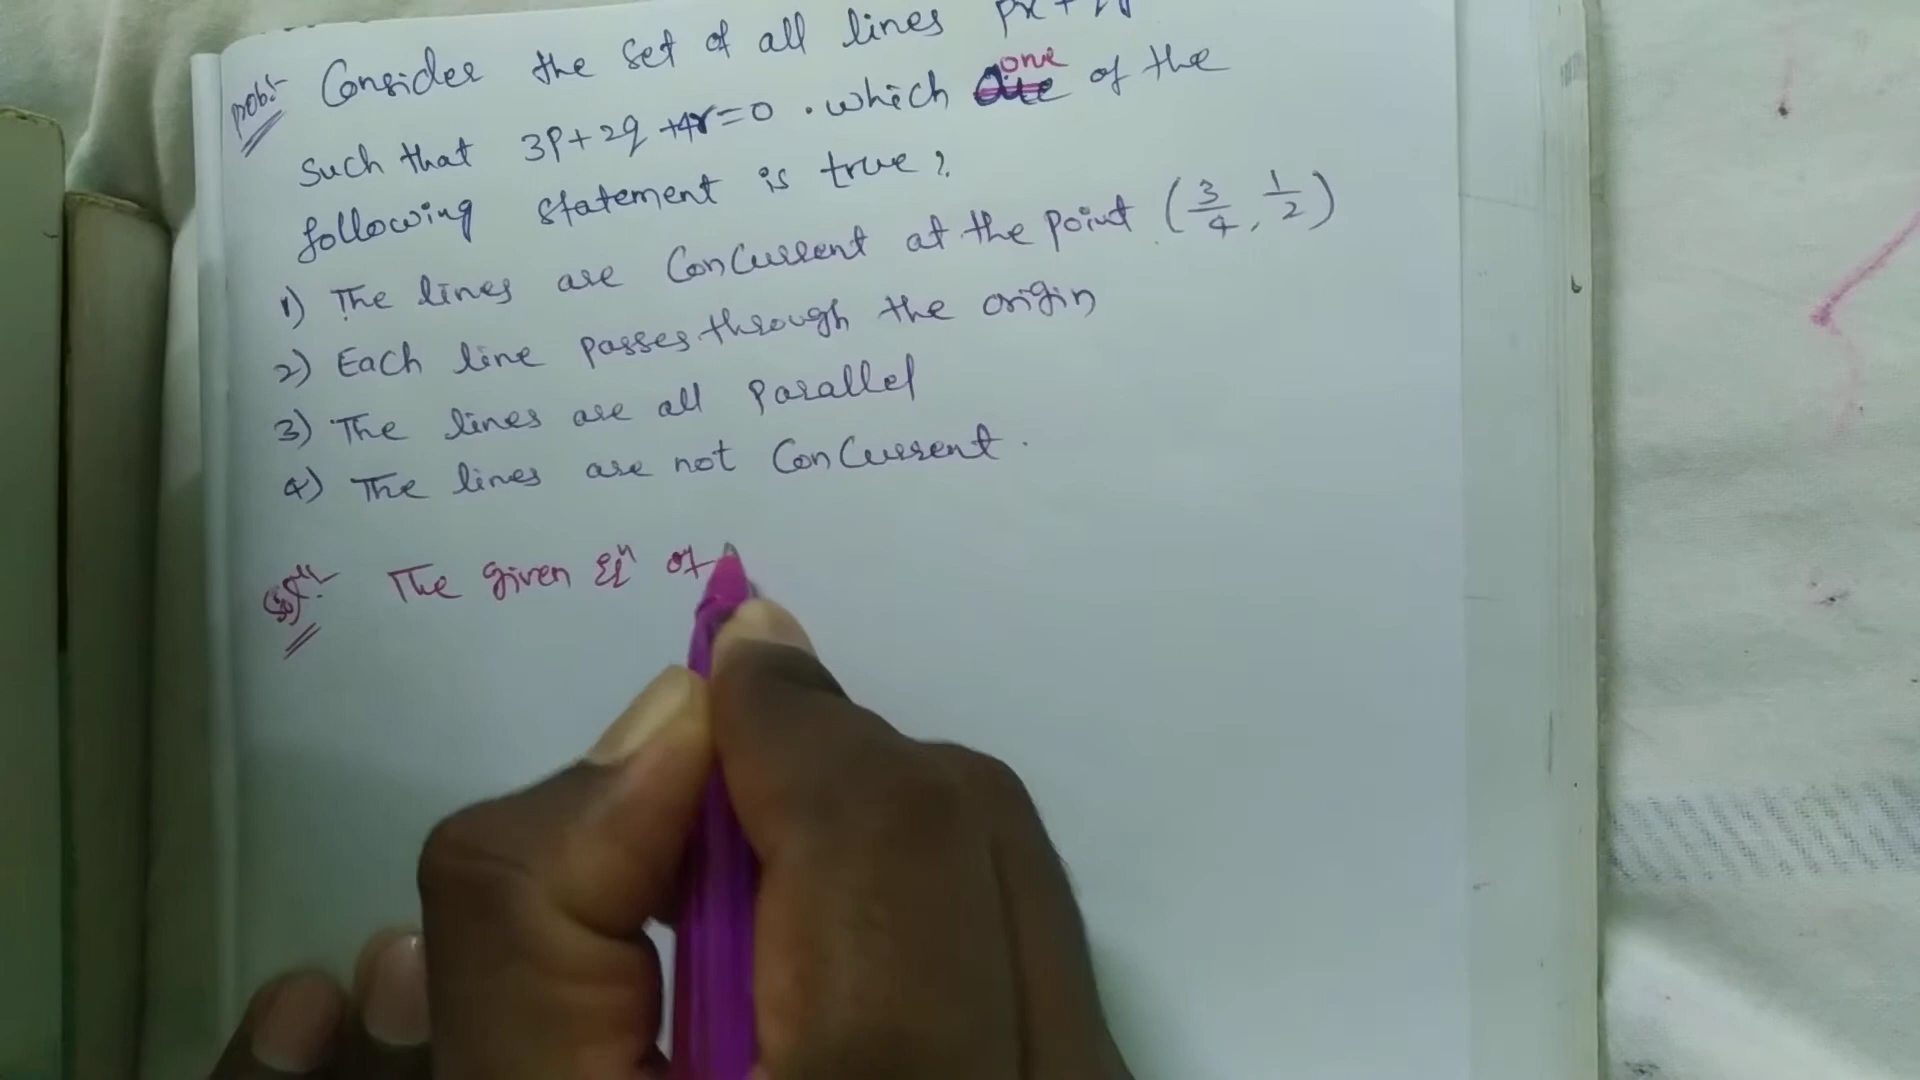 prob:- Consider the set of all lines px +
such that 3p+2q+4r=0 . which one of the
following statement is true?
1) The lines are Concurrent at the point (3/4, 1/2)
2) Each line passes through the origin
3) The lines are all parallel
4) The lines are not Concurrent.
Sol:- The given Eqn of